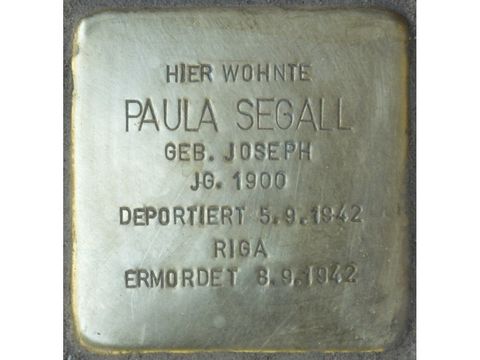 HIER WOHNTE
PAULA SEGALL
GEB. JOSEPH
JG. 1900
DEPORTIERT 5.9.1942
RIGA
ERMORDET 8.9.1942